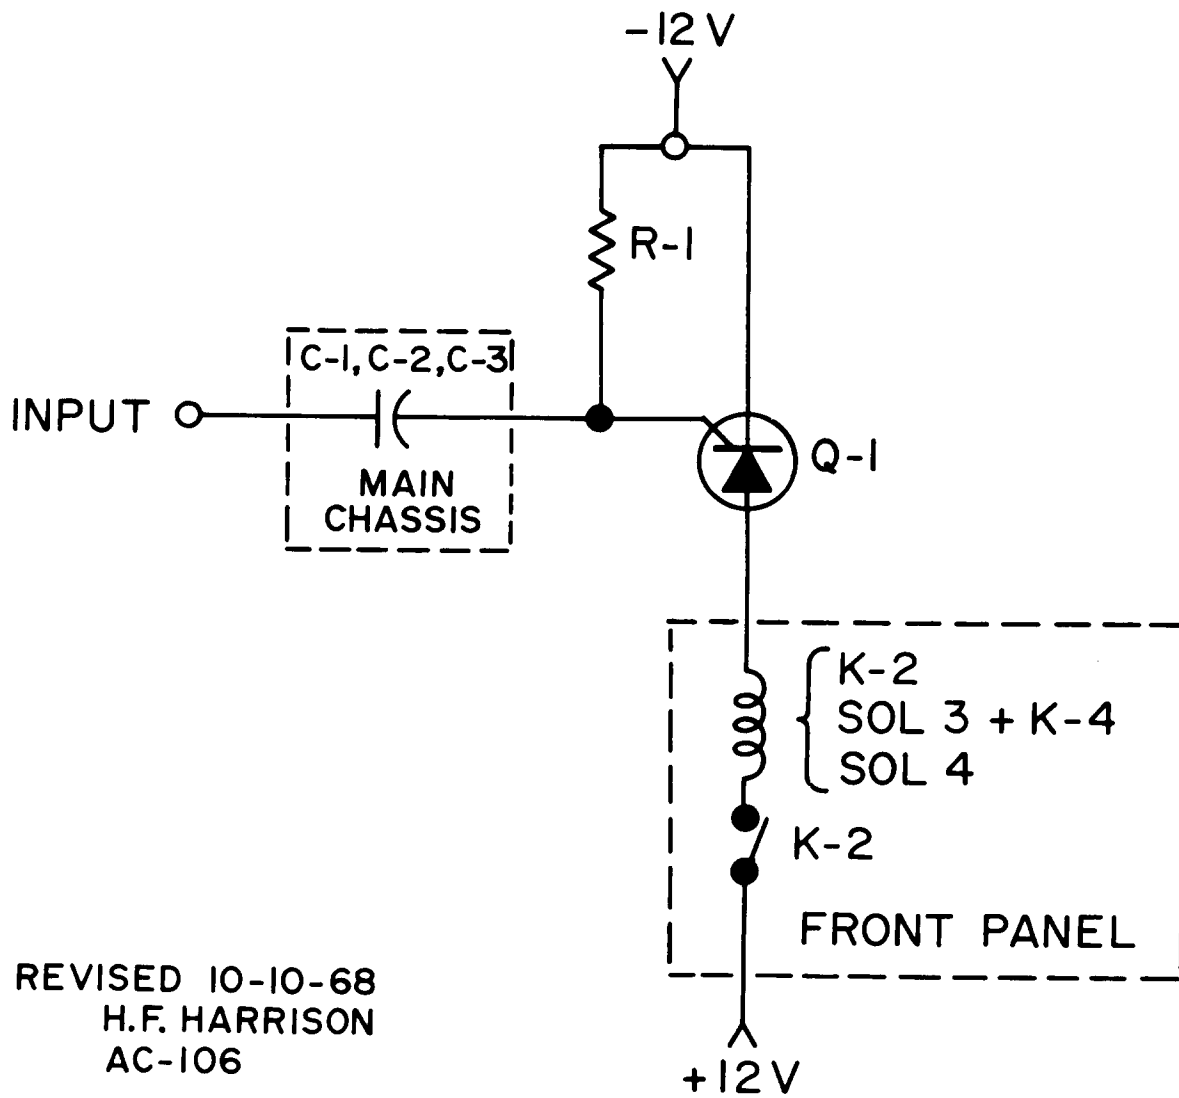 -12 V
R-1
C-1, C-2, C-3
INPUT
MAIN
CHASSIS
Q-1
K-2
SOL 3 + K-4
SOL 4
K-2
FRONT PANEL
REVISED 10-10-68
H.F. HARRISON
AC-106
+12 V